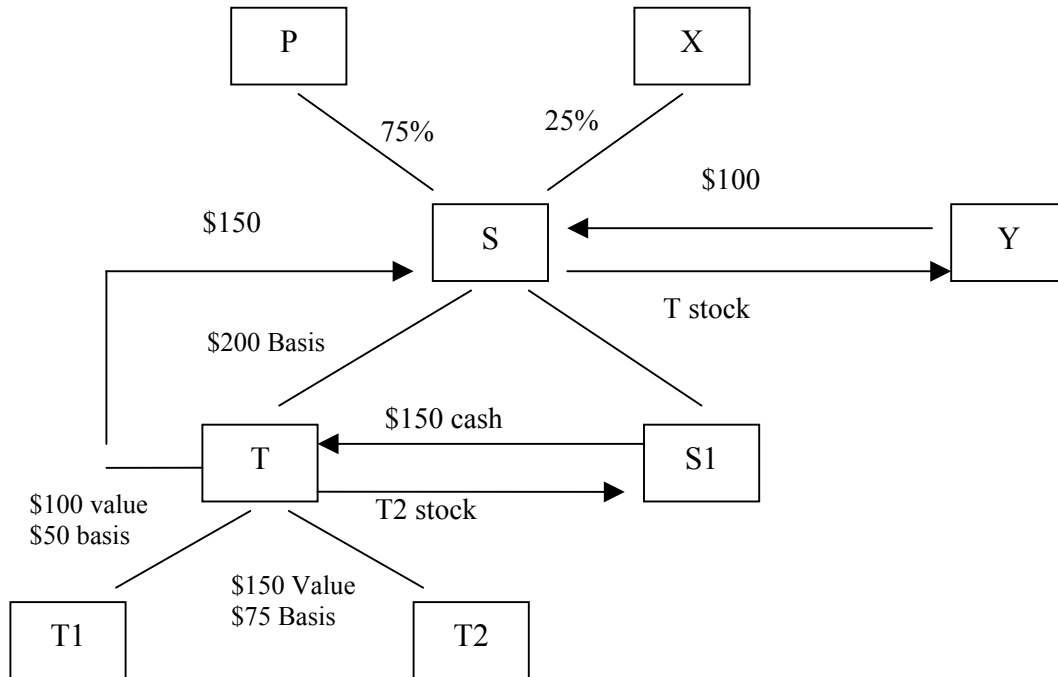 P
X
75%
25%
$100
$150
S
Y
T stock
$200 Basis
$150 cash
T
S1
T2 stock
$100 value
$50 basis
$150 Value
$75 Basis
T1
T2